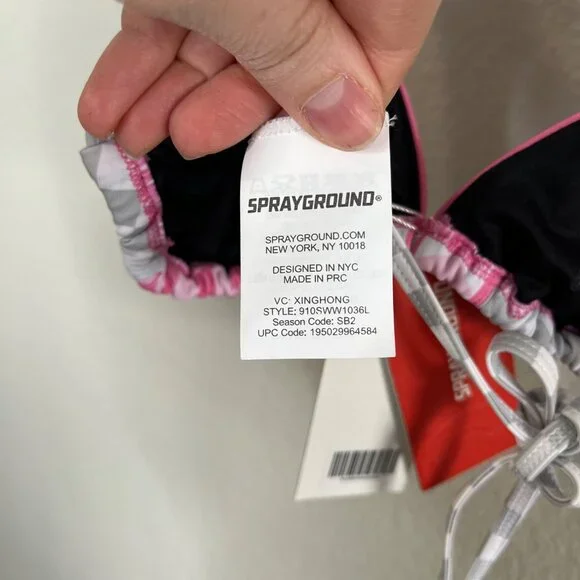 SPRAYGROUND®
SPRAYGROUND.COM
NEW YORK, NY 10018
DESIGNED IN NYC
MADE IN PRC
VC: XINGHONG
STYLE: 910SWW1036L
Season Code: SB2
UPC Code: 195029964584
SPRAYGROUND